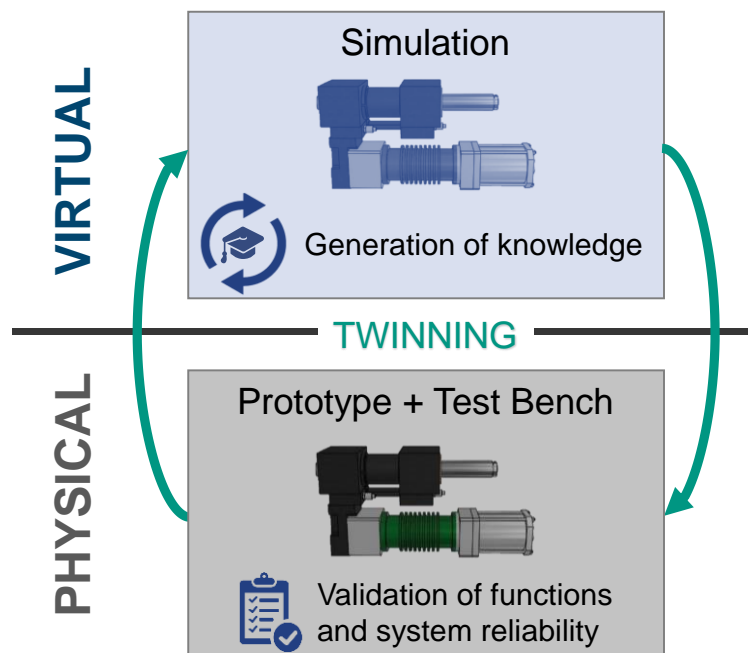 VIRTUAL
Simulation
Generation of knowledge
TWINNING
PHYSICAL
Prototype + Test Bench
Validation of functions
and system reliability